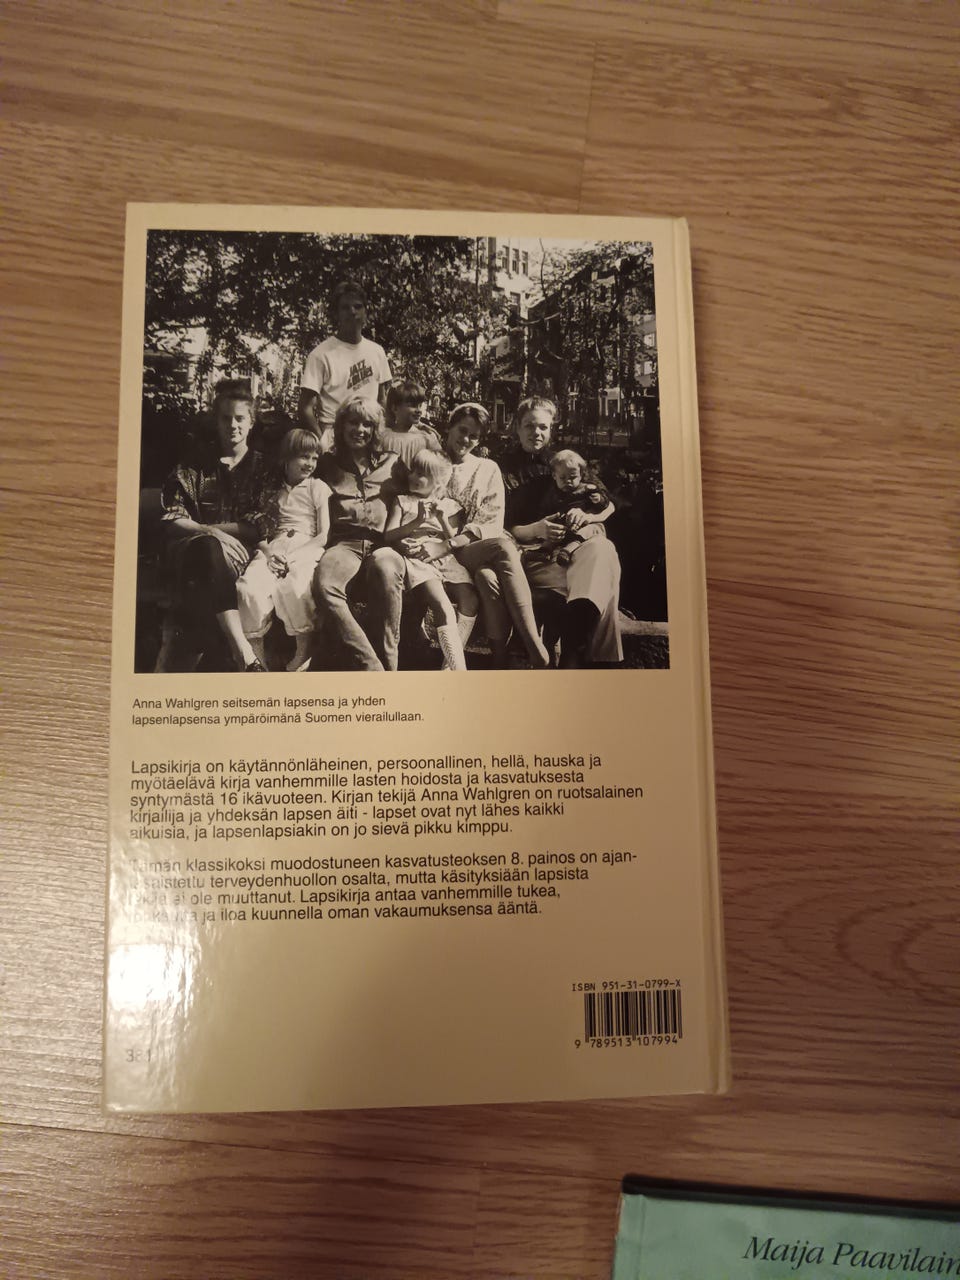 JAZZ
Anna Wahlgren seitsemän lapsensa ja yhden
lapsenlapsensa ympäröimänä Suomen vierailullaan.
Lapsikirja on käytännönläheinen, persoonallinen, hellä, hauska ja
myötäelävä kirja vanhemmille lasten hoidosta ja kasvatuksesta
syntymästä 16 ikävuoteen. Kirjan tekijä Anna Wahlgren on ruotsalainen
kirjailija ja yhdeksän lapsen äiti - lapset ovat nyt lähes kaikki
aikuisia, ja lapsenlapsiakin on jo sievä pikku kimppu.
Tämän klassikoksi muodostuneen kasvatusteoksen 8. painos on ajan-
terveydenhuollon osalta, mutta käsityksiään lapsista
ei ole muuttanut. Lapsikirja antaa vanhemmille tukea,
ja iloa kuunnella oman vakaumuksensa ääntä.
ISBN 951-31-0799-X
9 789513 107994
Maija Paavilain